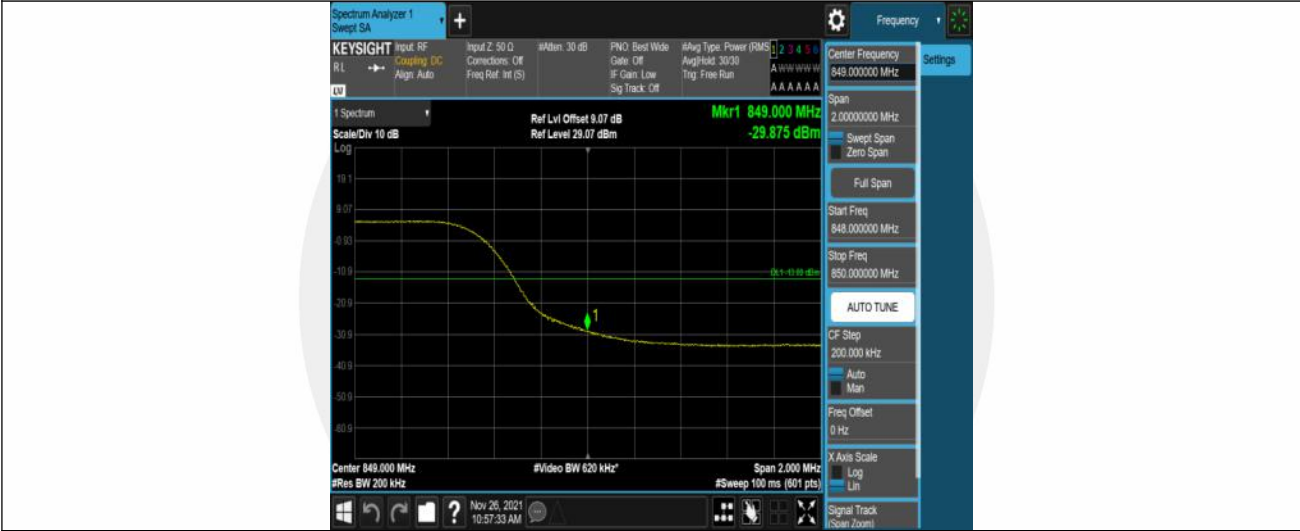 Spectrum Analyzer 1
Swept SA
+
Frequency
KEYSIGHT
RL
LV
Input: RF
Coupling: DC
Align: Auto
Input Z: 50 Ω
Corrections: Off
Freq Ref: Int (S)
#Atten: 30 dB
PNO: Best Wide
Gate: Off
IF Gain: Low
Sig Track: Off
#Avg Type: Power (RMS
Avg|Hold: 30/30
Trig: Free Run
1 2 3 4 5 6
A W W W W W
A A A A A A
Center Frequency
849.000000 MHz
Settings
Span
2.00000000 MHz
Swept Span
Zero Span
Full Span
Start Freq
848.000000 MHz
Stop Freq
850.000000 MHz
AUTO TUNE
CF Step
200.000 kHz
Auto
Man
Freq Offset
0 Hz
X Axis Scale
Log
Lin
Signal Track
(Span Zoom)
1 Spectrum
Scale/Div 10 dB
Log
Ref Lvl Offset 9.07 dB
Ref Level 29.07 dBm
Mkr1 849.000 MHz
-29.875 dBm
19.1
9.07
-0.93
-10.9
-20.9
-30.9
-40.9
-50.9
-60.9
1
Center 849.000 MHz
#Res BW 200 kHz
#Video BW 620 kHz*
Span 2.000 MHz
#Sweep 100 ms (601 pts)
?
Nov 26, 2021
10:57:33 AM